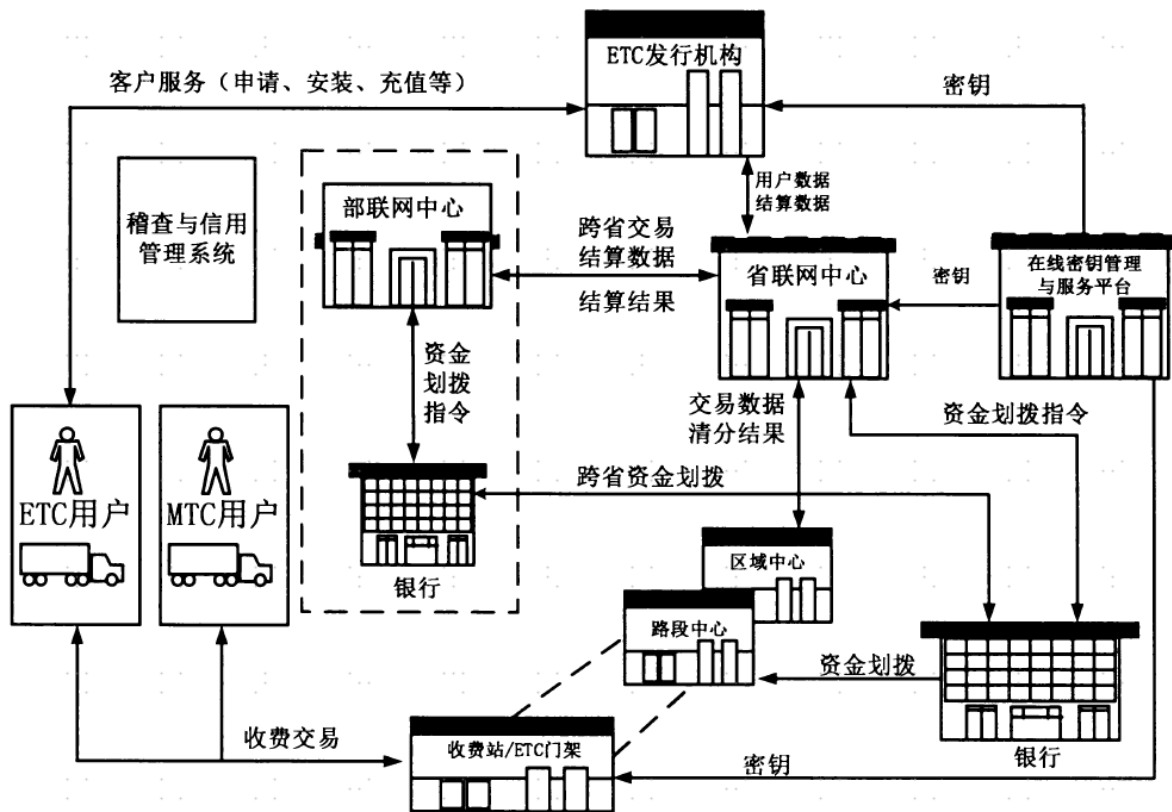 ETC发行机构
客户服务（申请、安装、充值等）
密钥
用户数据
结算数据
稽查与信用
管理系统
部联网中心
跨省交易
结算数据
结算结果
省联网中心
密钥
在线密钥管理
与服务平台
资金
划拨
指令
交易数据
清分结果
资金划拨指令
ETC用户
MTC用户
跨省资金划拨
银行
区域中心
路段中心
资金划拨
收费交易
收费站/ETC门架
密钥
银行